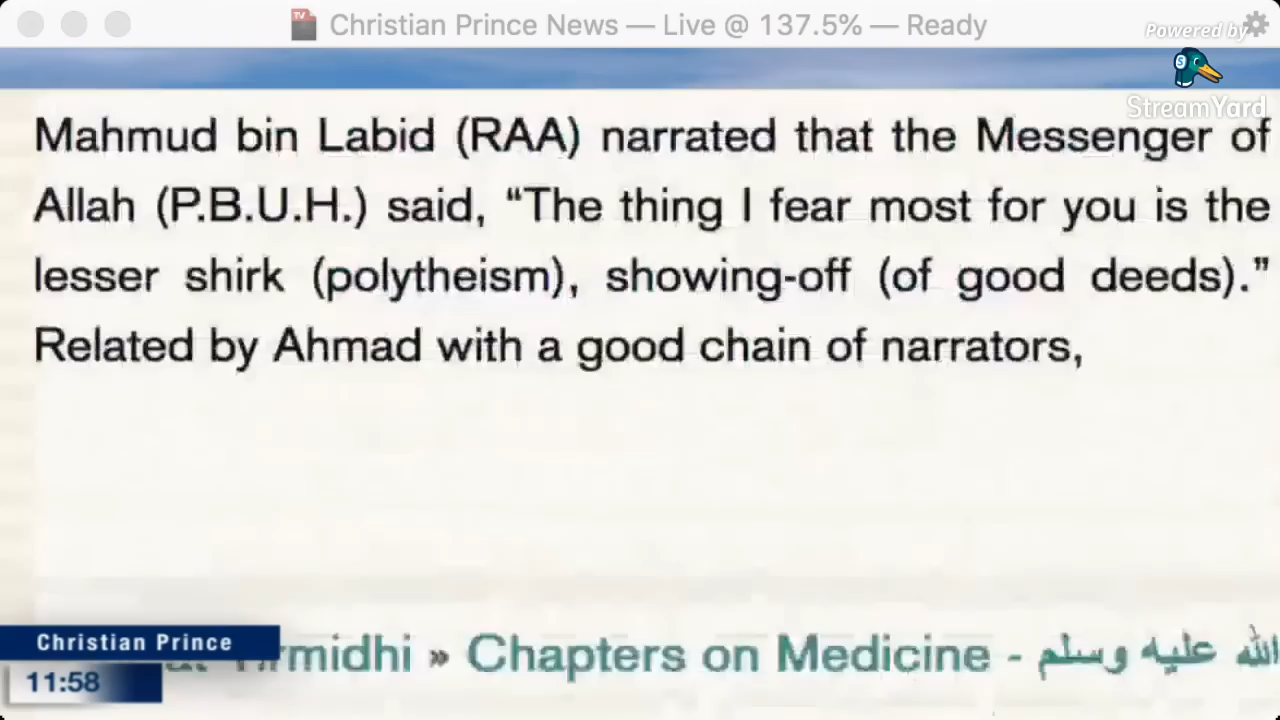 Christian Prince News — Live @ 137.5% — Ready
Powered by
StreamYard
Mahmud bin Labid (RAA) narrated that the Messenger of
Allah (P.B.U.H.) said, “The thing I fear most for you is the
lesser shirk (polytheism), showing-off (of good deeds).”
Related by Ahmad with a good chain of narrators,
Christian Prince
» Chapters on Medicine - الله عليه وسلم
11:58